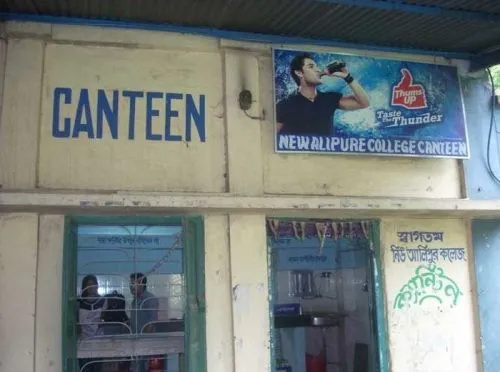 CANTEEN
Thums
Up
Taste
The Thunder
NEW ALIPURE COLLEGE CANTEEN
স্বাগতম
নিউ আলিপুর কলেজ
ক্যান্টিন